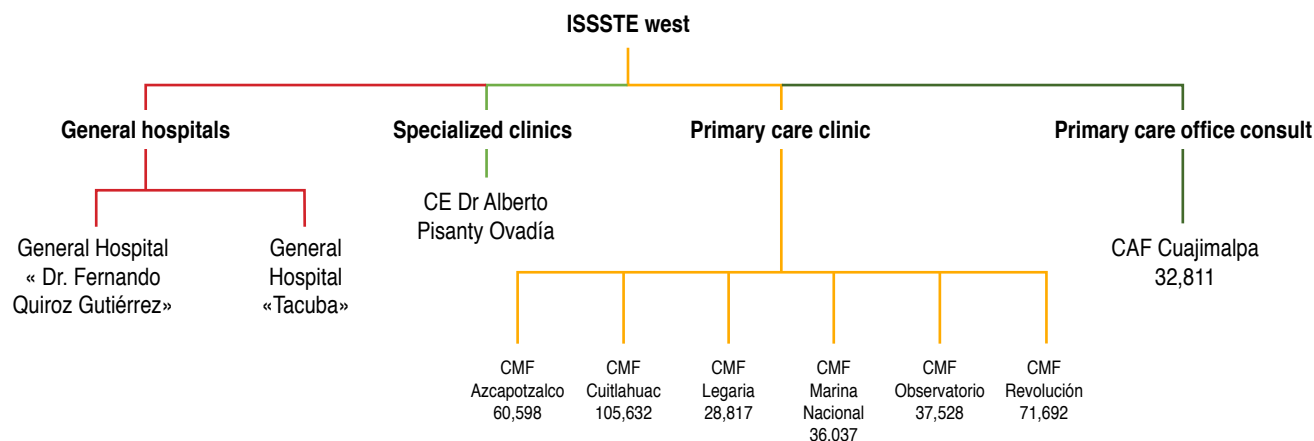 ISSSTE west
General hospitals
Specialized clinics
Primary care clinic
Primary care office consult
General Hospital
« Dr. Fernando
Quiroz Gutiérrez»
General
Hospital
«Tacuba»
CE Dr Alberto
Pisanty Ovadía
CAF Cuajimalpa
32,811
CMF
Azcapotzalco
60,598
CMF
Cuitlahuac
105,632
CMF
Legaria
28,817
CMF
Marina
Nacional
36,037
CMF
Observatorio
37,528
CMF
Revolución
71,692